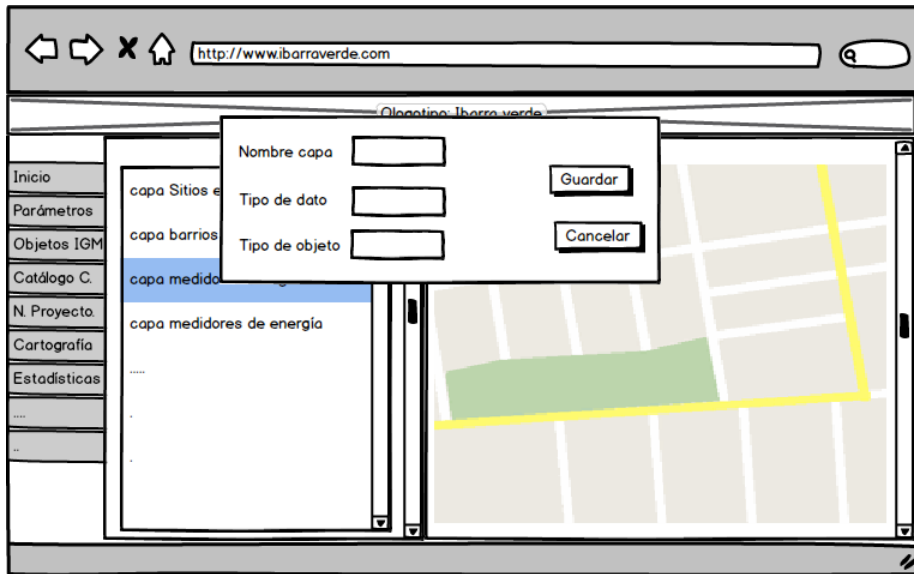 http://www.ibarraverde.com
Ologotipo: Ibarra verde
Nombre capa
Guardar
Tipo de dato
Cancelar
Tipo de objeto
Inicio
Parámetros
Objetos IGM
Catálogo C.
N. Proyecto.
Cartografía
Estadísticas
....
..
capa Sitios
capa barrios
capa
capa medidores de energía
.....
.
.